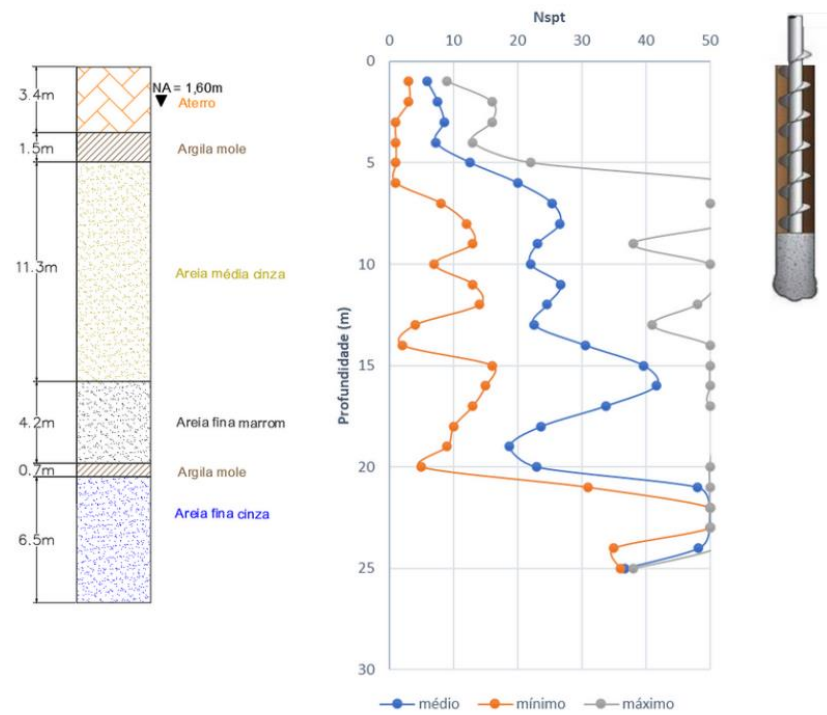 3.4m
NA = 1,60m
Aterro
1.5m
Argila mole
11.3m
Areia média cinza
4.2m
Areia fina marrom
0.7m
Argila mole
Areia fina cinza
6.5m
Nspt
0 10 20 30 40 50
0
5
10
15
20
25
30
Profundidade (m)
médio mínimo máximo